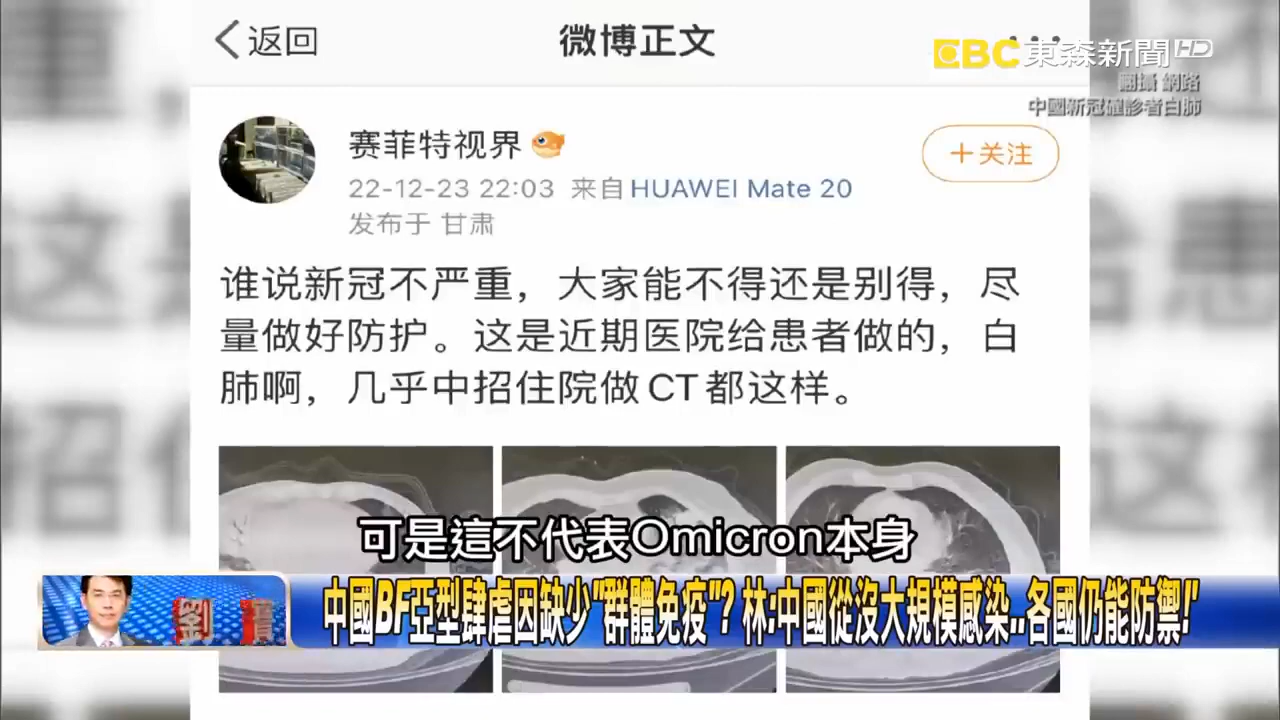 返回
微博正文
EBC 東森新聞 HD
翻攝 網路
中國新冠確診者白肺
赛菲特视界
+关注
22-12-23 22:03 来自 HUAWEI Mate 20
发布于 甘肃
谁说新冠不严重，大家能不得还是别得，尽
量做好防护。这是近期医院给患者做的，白
肺啊，几乎中招住院做CT都这样。
可是這不代表Omicron本身
中國BF亞型肆虐因缺少"群體免疫"? 林:中國從沒大規模感染..各國仍能防禦!'
劉寶